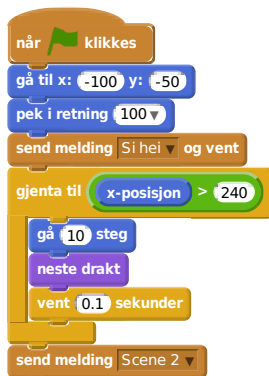 når klikkes
gå til x: -100 y: -50
pek i retning 100
send melding Si hei og vent
gjenta til x-posisjon > 240
gå 10 steg
neste drakt
vent 0.1 sekunder
send melding Scene 2